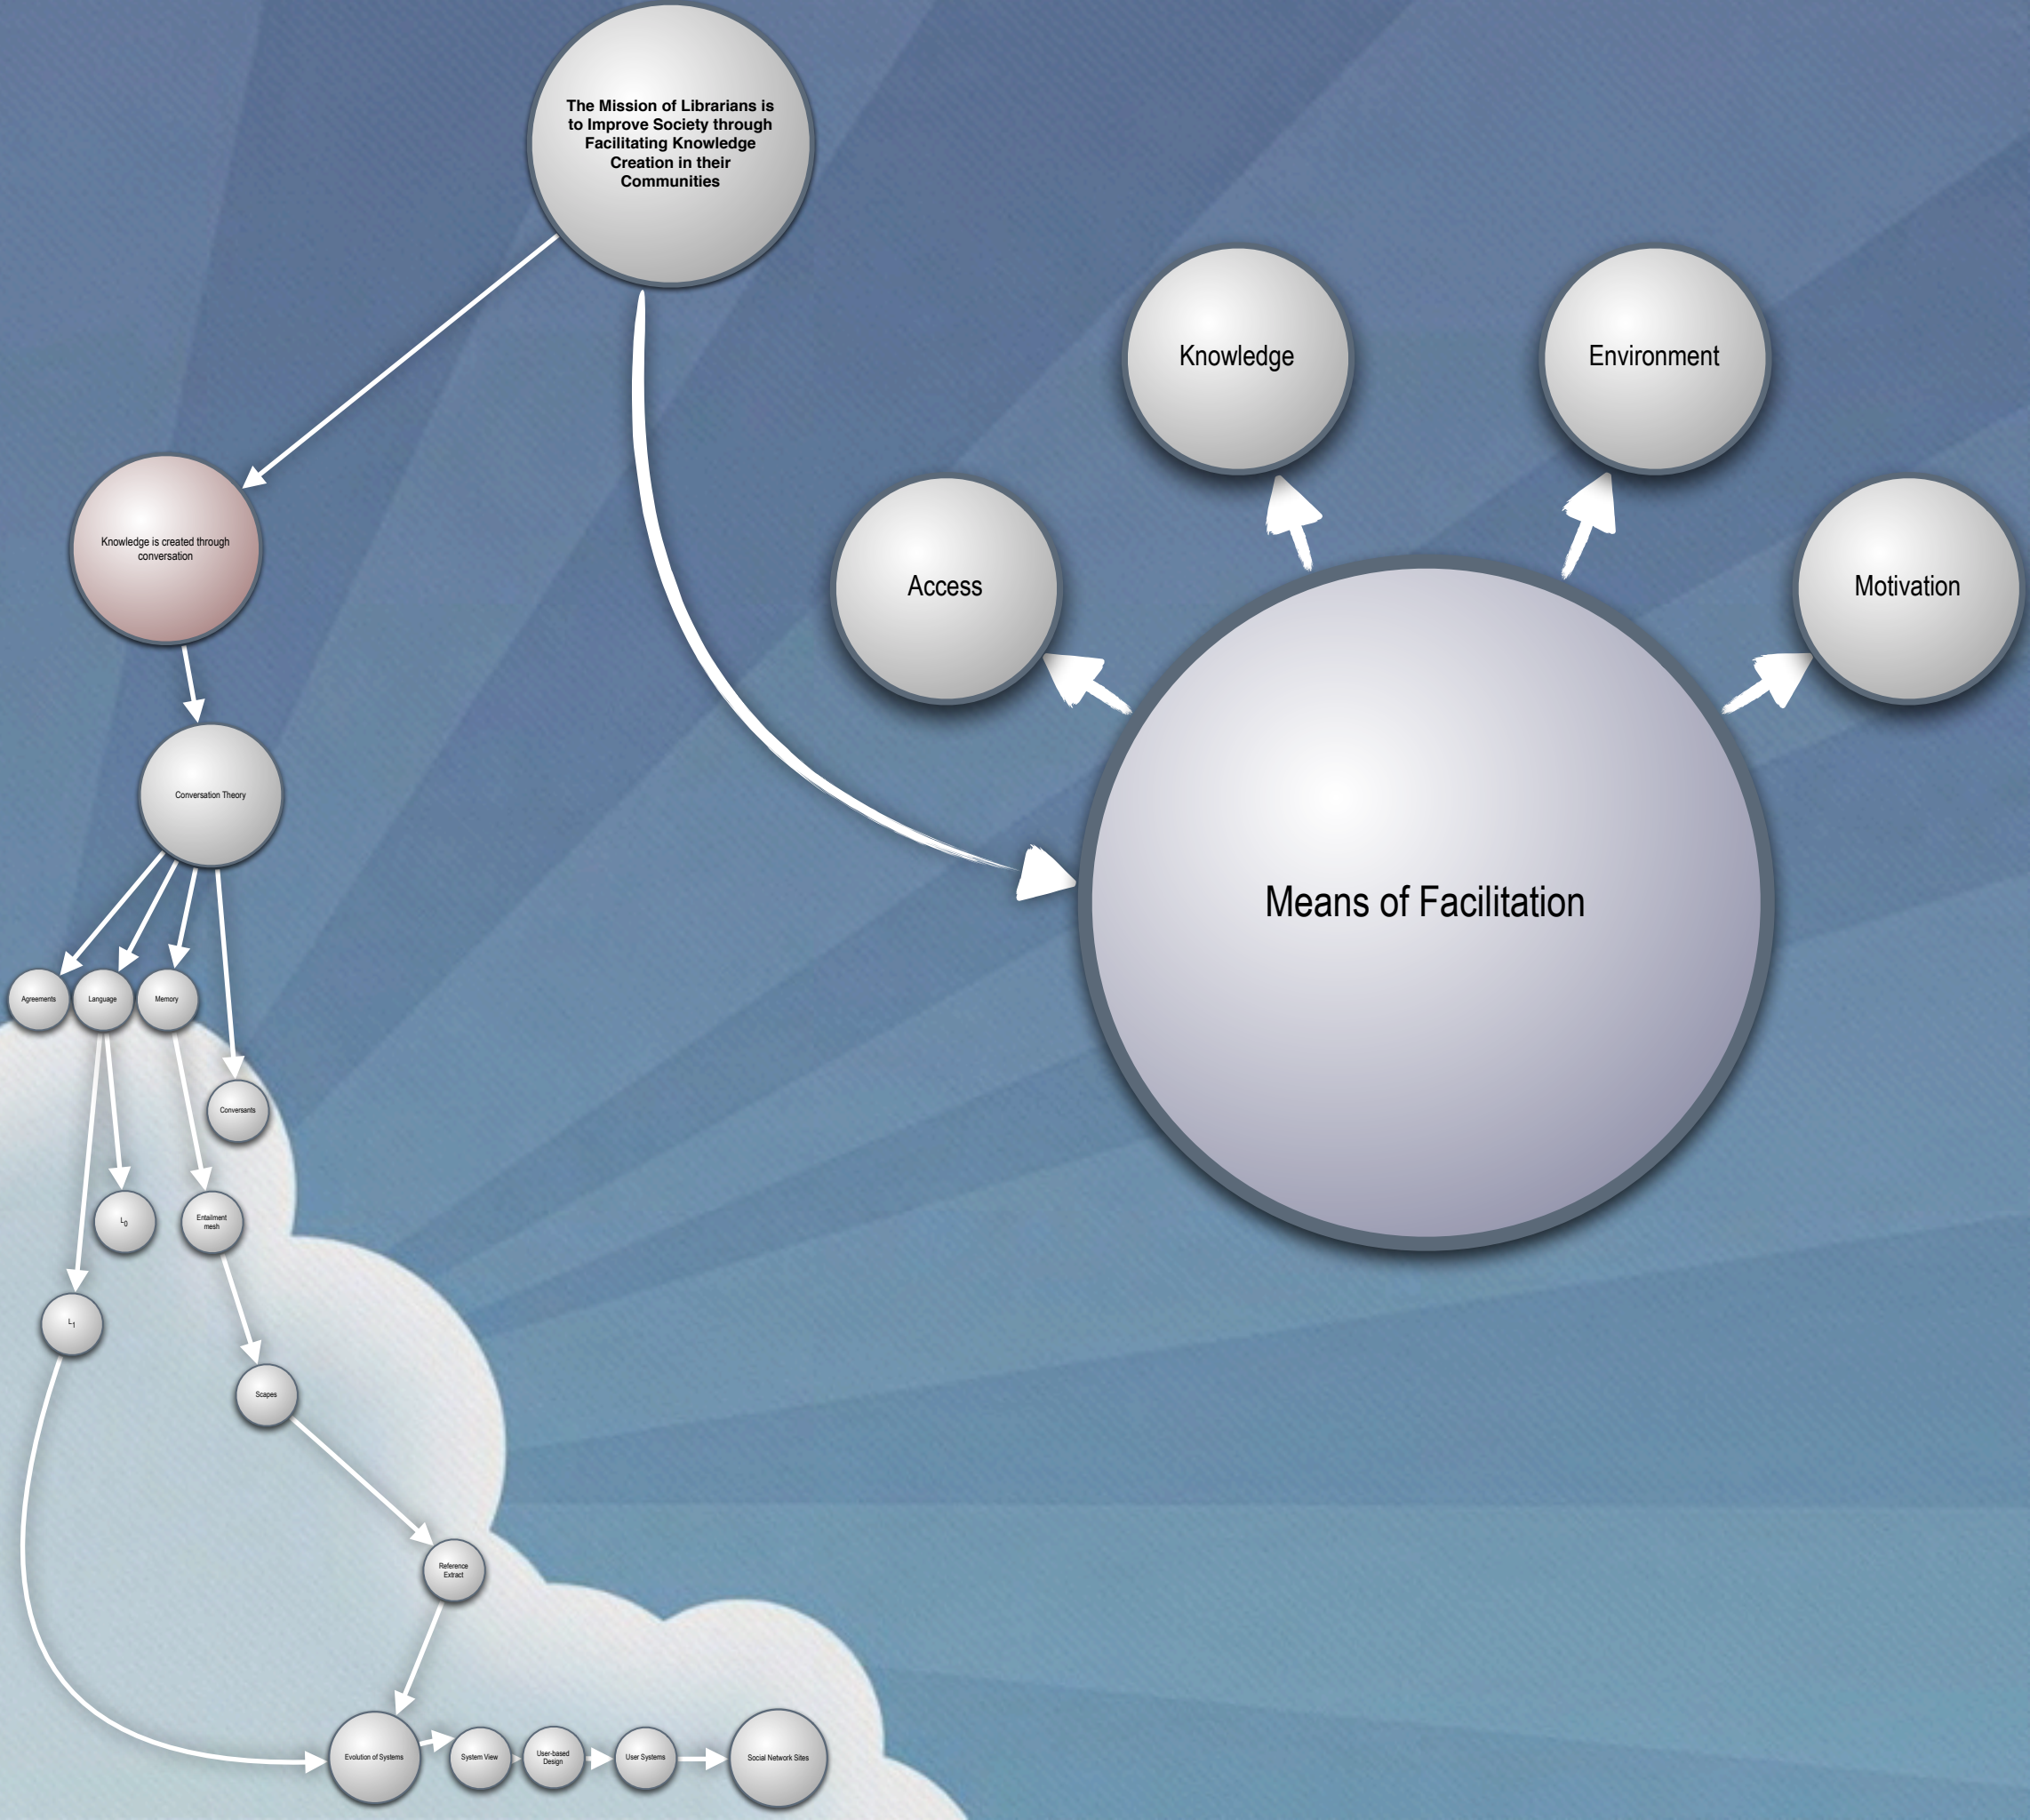 The Mission of Librarians is
to Improve Society through
Facilitating Knowledge
Creation in their
Communities
Knowledge
Environment
Access
Motivation
Knowledge is created through
conversation
Means of Facilitation
Conversation Theory
Agreements
Language
Memory
Conversants
L0
Entailment
mesh
L1
Scapes
Reference
Extract
Evolution of Systems
System View
User-based
Design
User Systems
Social Network Sites